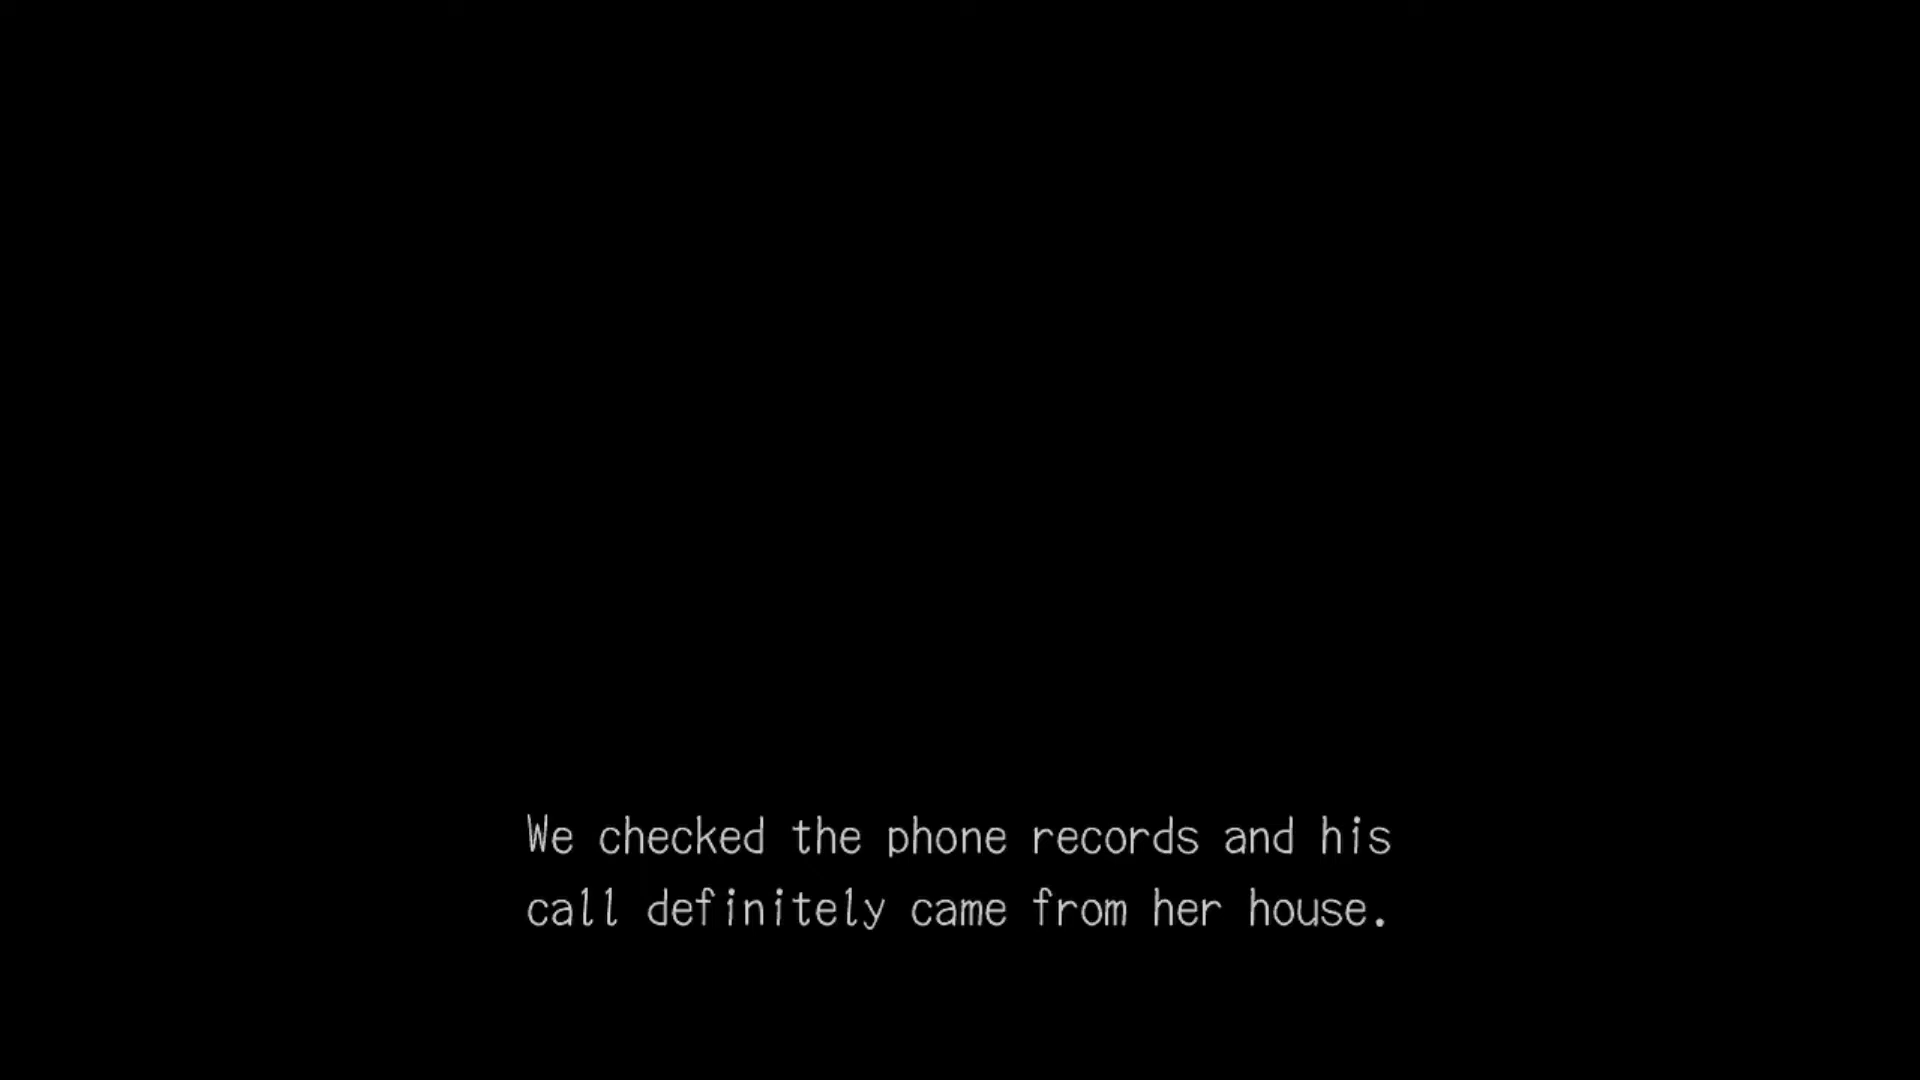 We checked the phone records and his
call definitely came from her house.